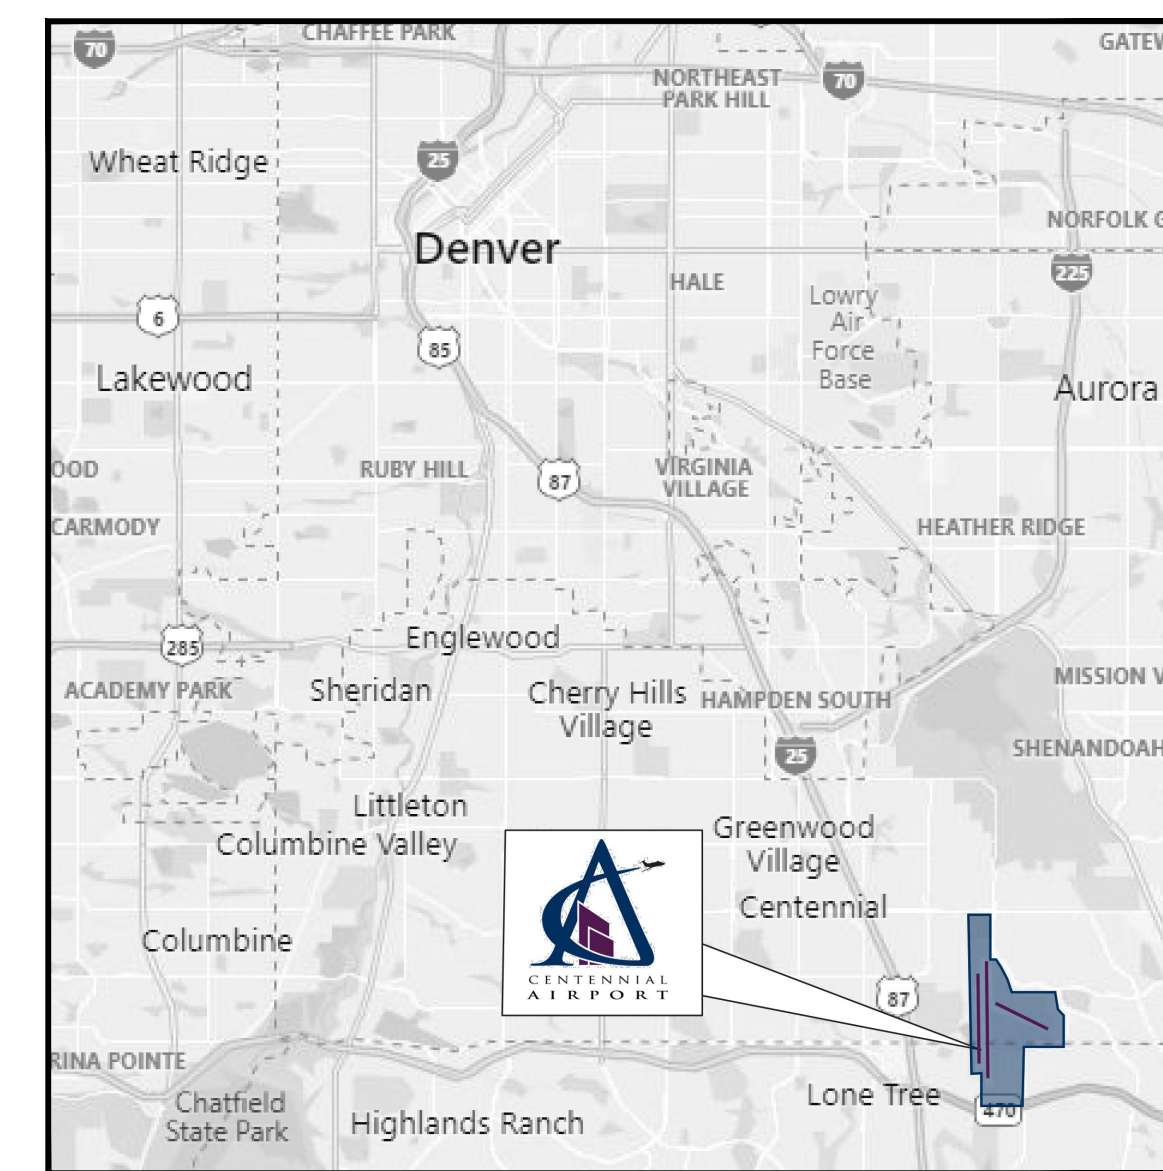 CHAFFEE PARK
70
GATEW
NORTHEAST
PARK HILL
70
25
Wheat Ridge
NORFOLK G
Denver
225
HALE
Lowry
Air
Force
Base
6
85
Lakewood
Aurora
OOD
RUBY HILL
87
VIRGINIA
VILLAGE
CARMODY
HEATHER RIDGE
285
Englewood
ACADEMY PARK
Sheridan
Cherry Hills
Village
HAMPDEN SOUTH
MISSION V
25
SHENANDOAH
Littleton
Columbine Valley
Greenwood
Village
Centennial
Columbine
CENTENNIAL
AIRPORT
87
RINA POINTE
Chatfield
State Park
Highlands Ranch
Lone Tree
470